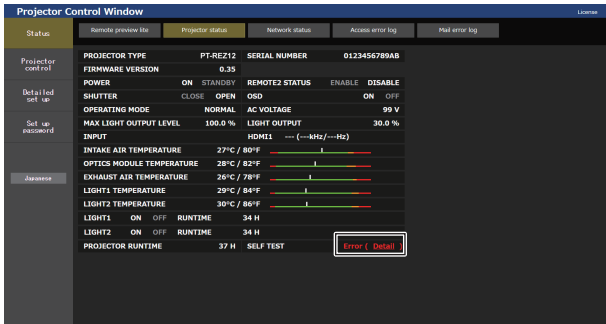 Projector Control Window
License
Status
Remote preview lite
Projector status
Network status
Access error log
Mail error log
Projector
control
Detailed
set up
Set up
password
Japanese
PROJECTOR TYPE PT-REZ12 SERIAL NUMBER 0123456789AB
FIRMWARE VERSION 0.35
POWER ON STANDBY REMOTE2 STATUS ENABLE DISABLE
SHUTTER CLOSE OPEN OSD ON OFF
OPERATING MODE NORMAL AC VOLTAGE 99 V
MAX LIGHT OUTPUT LEVEL 100.0 % LIGHT OUTPUT 30.0 %
INPUT HDMI1 --- (---kHz/---Hz)
INTAKE AIR TEMPERATURE 27°C / 80°F
OPTICS MODULE TEMPERATURE 28°C / 82°F
EXHAUST AIR TEMPERATURE 26°C / 78°F
LIGHT1 TEMPERATURE 29°C / 84°F
LIGHT2 TEMPERATURE 30°C / 86°F
LIGHT1 ON OFF RUNTIME 34 H
LIGHT2 ON OFF RUNTIME 34 H
PROJECTOR RUNTIME 37 H SELF TEST Error ( Detail )